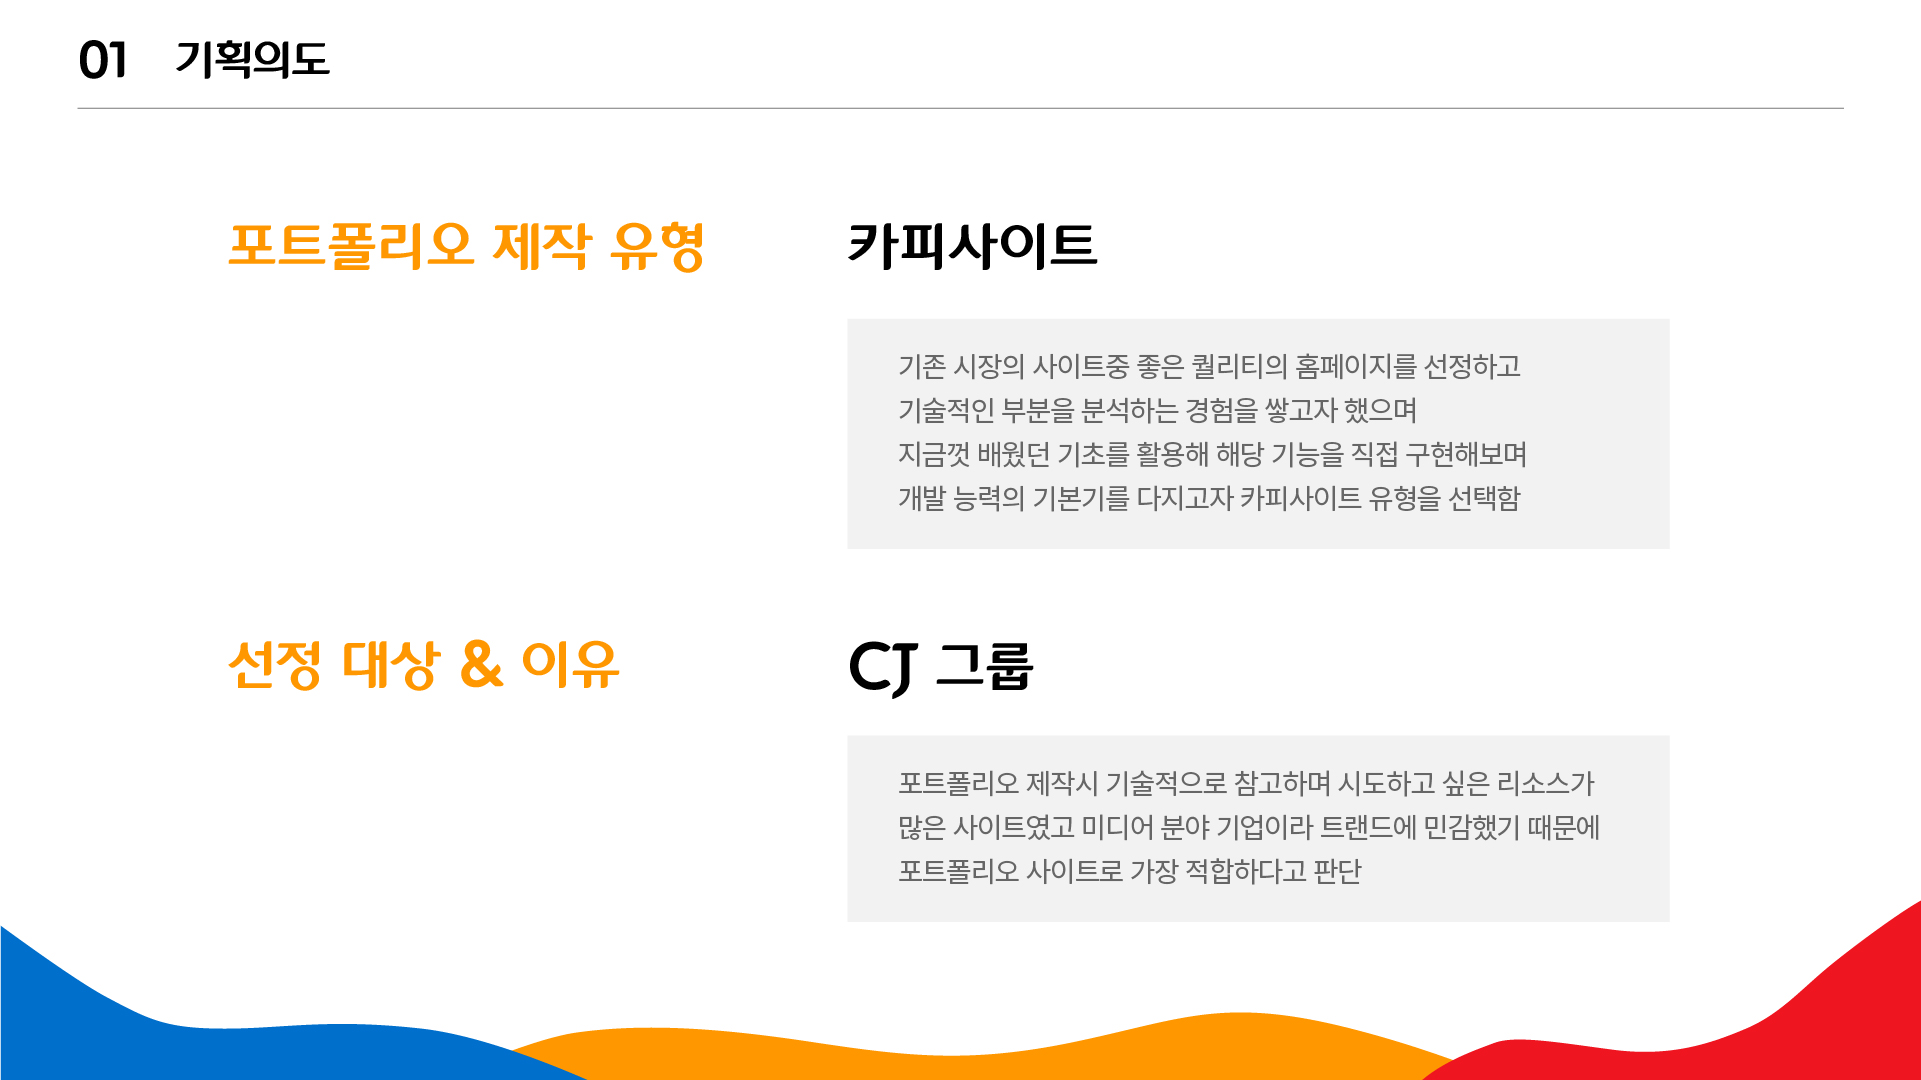 01 기획의도
포트폴리오 제작 유형
카피사이트
기존 시장의 사이트중 좋은 퀄리티의 홈페이지를 선정하고
기술적인 부분을 분석하는 경험을 쌓고자 했으며
지금껏 배웠던 기초를 활용해 해당 기능을 직접 구현해보며
개발 능력의 기본기를 다지고자 카피사이트 유형을 선택함
선정 대상 & 이유
CJ 그룹
포트폴리오 제작시 기술적으로 참고하며 시도하고 싶은 리소스가
많은 사이트였고 미디어 분야 기업이라 트랜드에 민감했기 때문에
포트폴리오 사이트로 가장 적합하다고 판단